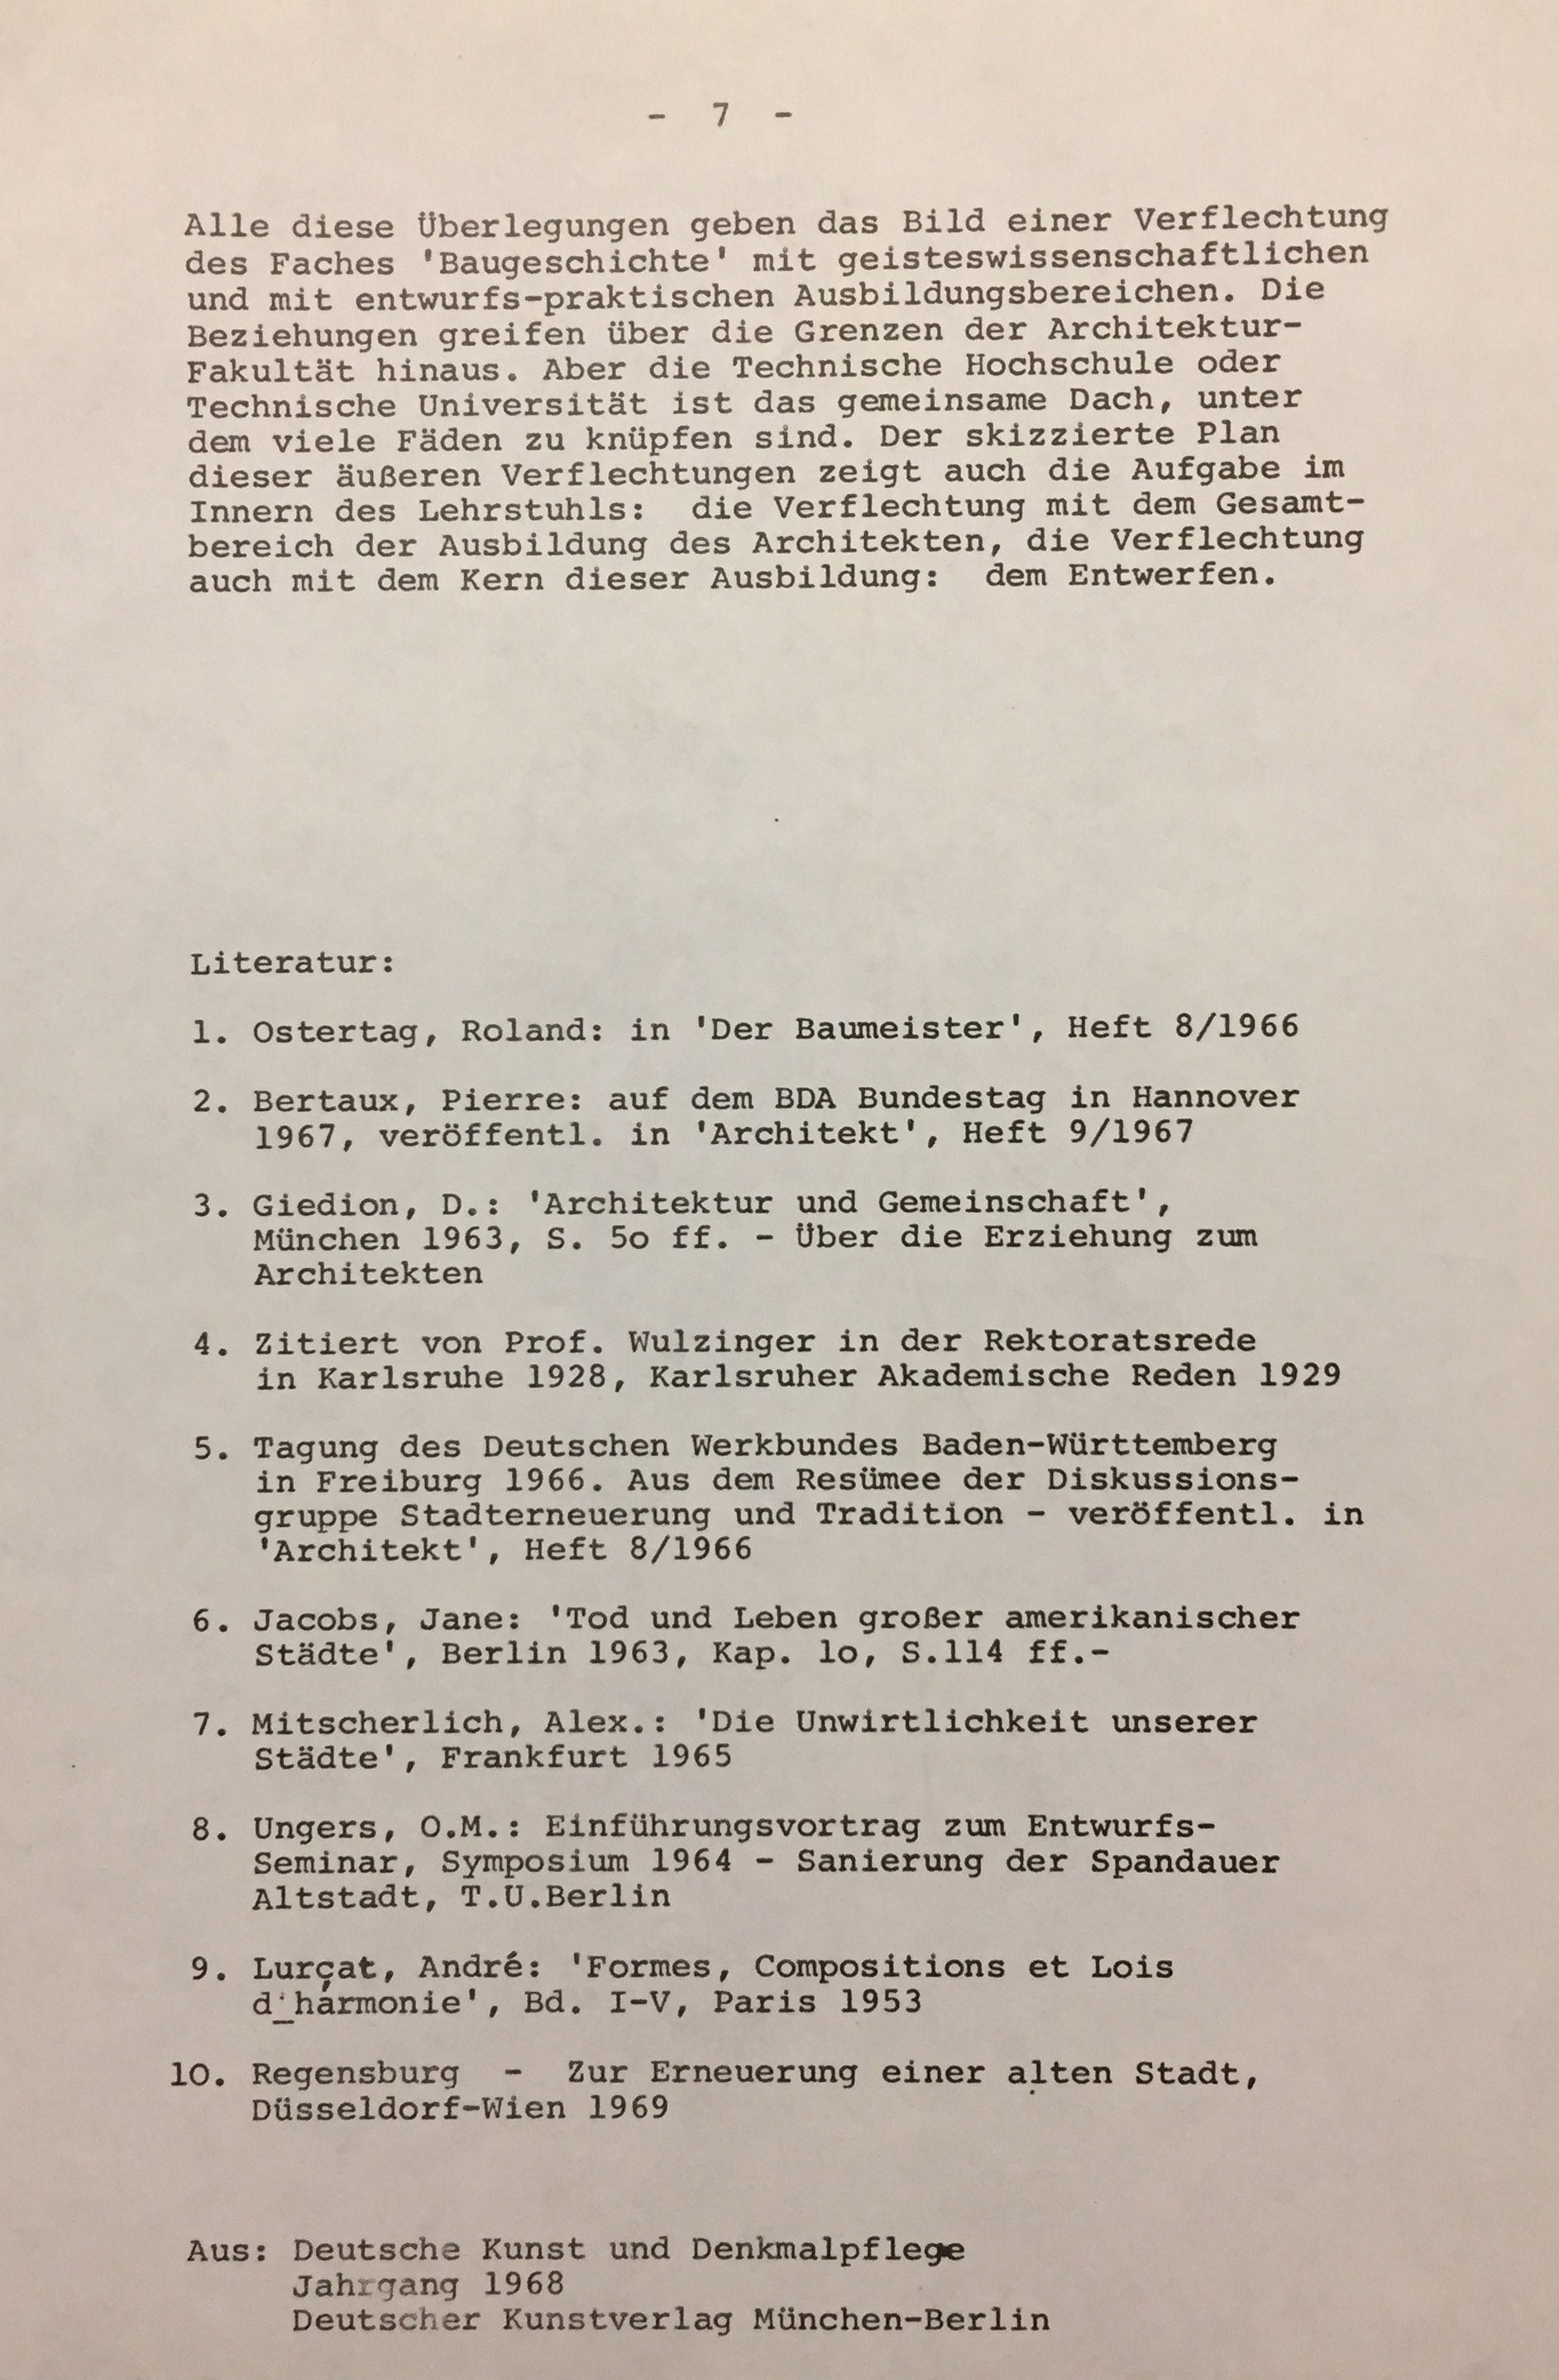 - 7 -
Alle diese Überlegungen geben das Bild einer Verflechtung
des Faches 'Baugeschichte' mit geisteswissenschaftlichen
und mit entwurfs-praktischen Ausbildungsbereichen. Die
Beziehungen greifen über die Grenzen der Architektur-
Fakultät hinaus. Aber die Technische Hochschule oder
Technische Universität ist das gemeinsame Dach, unter
dem viele Fäden zu knüpfen sind. Der skizzierte Plan
dieser äußeren Verflechtungen zeigt auch die Aufgabe im
Innern des Lehrstuhls: die Verflechtung mit dem Gesamt-
bereich der Ausbildung des Architekten, die Verflechtung
auch mit dem Kern dieser Ausbildung: dem Entwerfen.
Literatur:
1. Ostertag, Roland: in 'Der Baumeister', Heft 8/1966
2. Bertaux, Pierre: auf dem BDA Bundestag in Hannover
1967, veröffentl. in 'Architekt', Heft 9/1967
3. Giedion, D.: 'Architektur und Gemeinschaft',
München 1963, S. 5o ff. - Über die Erziehung zum
Architekten
4. Zitiert von Prof. Wulzinger in der Rektoratsrede
in Karlsruhe 1928, Karlsruher Akademische Reden 1929
5. Tagung des Deutschen Werkbundes Baden-Württemberg
in Freiburg 1966. Aus dem Resümee der Diskussions-
gruppe Stadterneuerung und Tradition - veröffentl. in
'Architekt', Heft 8/1966
6. Jacobs, Jane: 'Tod und Leben großer amerikanischer
Städte', Berlin 1963, Kap. lo, S.114 ff.-
7. Mitscherlich, Alex.: 'Die Unwirtlichkeit unserer
Städte', Frankfurt 1965
8. Ungers, O.M.: Einführungsvortrag zum Entwurfs-
Seminar, Symposium 1964 - Sanierung der Spandauer
Altstadt, T.U.Berlin
9. Lurçat, André: 'Formes, Compositions et Lois
d'harmonie', Bd. I-V, Paris 1953
10. Regensburg - Zur Erneuerung einer alten Stadt,
Düsseldorf-Wien 1969
Aus: Deutsche Kunst und Denkmalpflege
Jahrgang 1968
Deutscher Kunstverlag München-Berlin